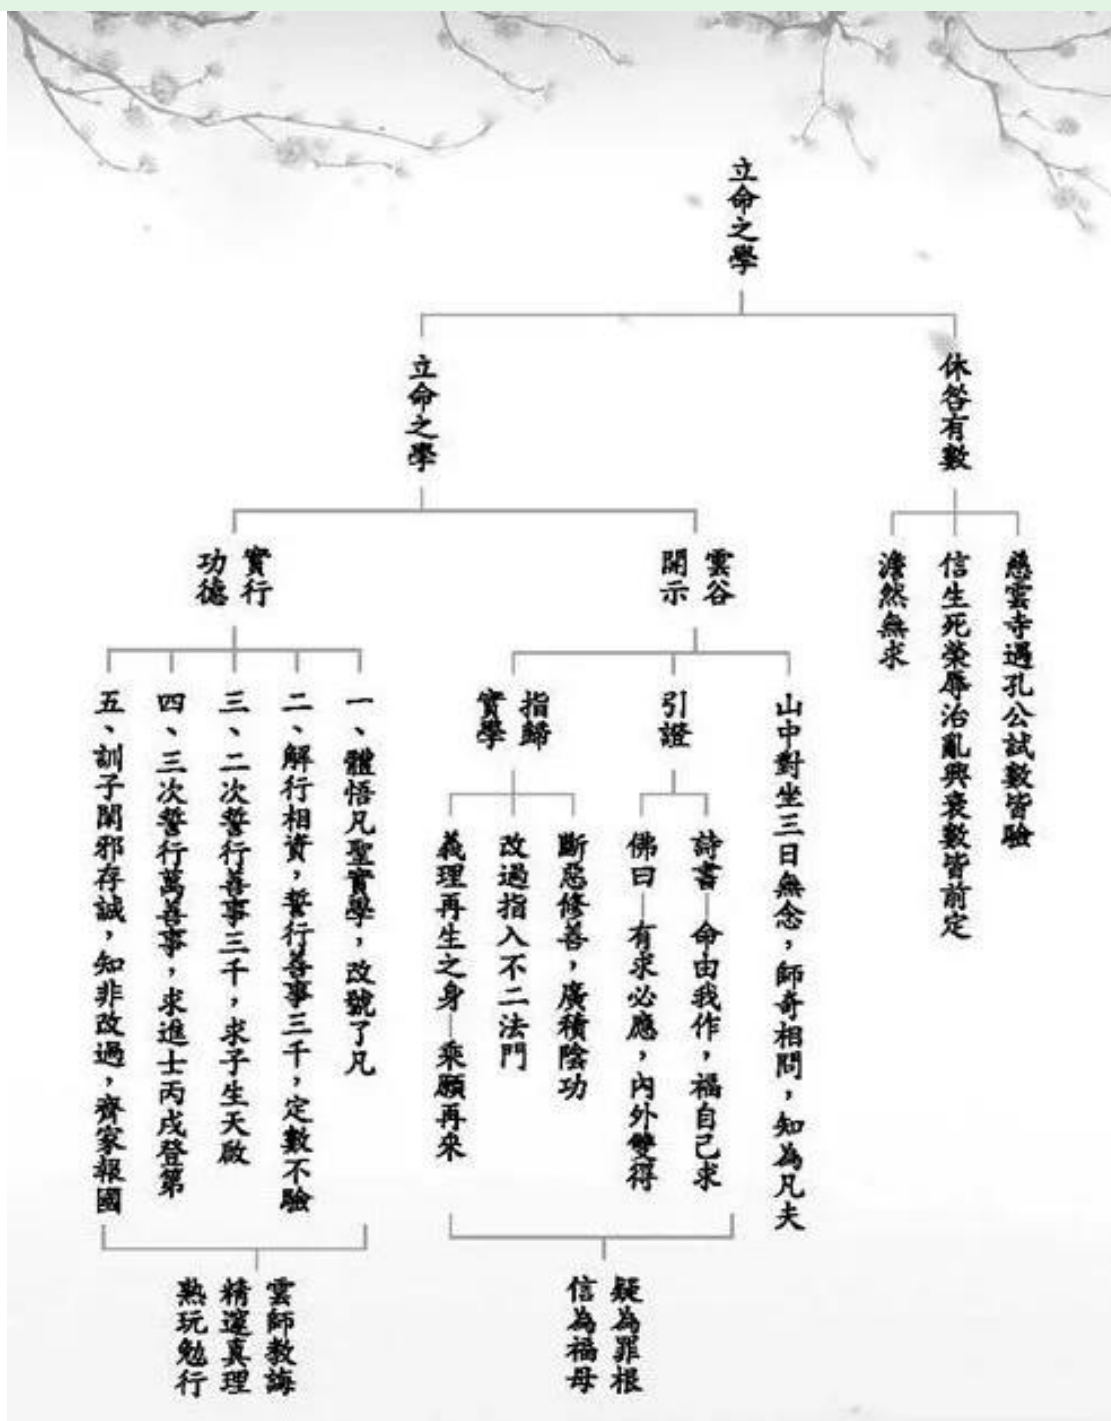 立命之學
休咎有數
慈雲寺遇孔公試數皆驗
信生死榮辱治亂興衰數皆前定
澹然無求
立命之學
雲谷
開示
山中對坐三日無念，師奇相問，知為凡夫
引證
詩書—命由我作，福自己求
佛曰—有求必應，內外雙得
指歸
實學
斷惡修善，廣積陰功
改過指入不二法門
義理再生之身—乘願再來
疑為罪根
信為福母
實行
功德
一、體悟凡聖實學，改號了凡
二、解行相資，誓行善事三千，定數不驗
三、二次誓行善事三千，求子生天啟
四、三次誓行萬善事，求進士丙戌登第
五、訓子閑邪存誠，知非改過，齊家報國
雲師教誨
精邃真理
熟玩勉行